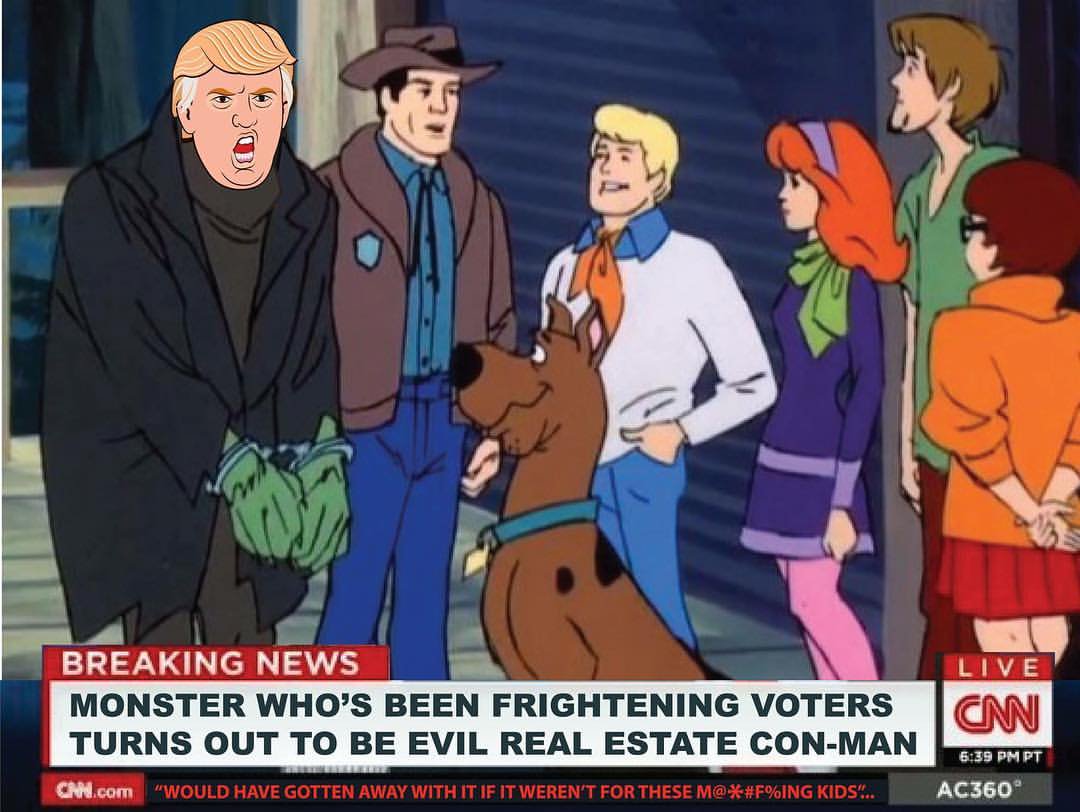 BREAKING NEWS
LIVE
MONSTER WHO'S BEEN FRIGHTENING VOTERS
TURNS OUT TO BE EVIL REAL ESTATE CON-MAN
CNN
6:39 PM PT
CNN.com
"WOULD HAVE GOTTEN AWAY WITH IT IF IT WEREN'T FOR THESE M@*#F%ING KIDS"...
AC360°